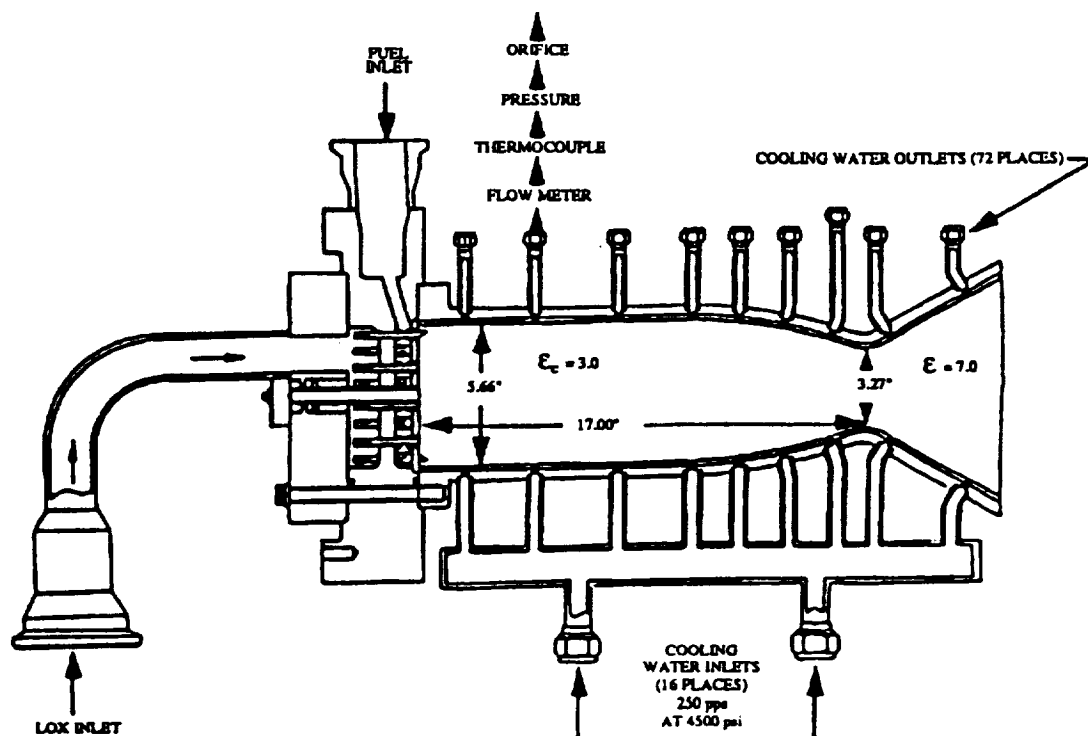 ORIFICE
FUEL
INLET
PRESSURE
THERMOCOUPLE
COOLING WATER OUTLETS (72 PLACES)
FLOW METER
5.66"
ε꜀ = 3.0
3.27"
ε = 7.0
17.00"
COOLING
WATER INLETS
(16 PLACES)
250 pps
AT 4500 psi
LOX INLET